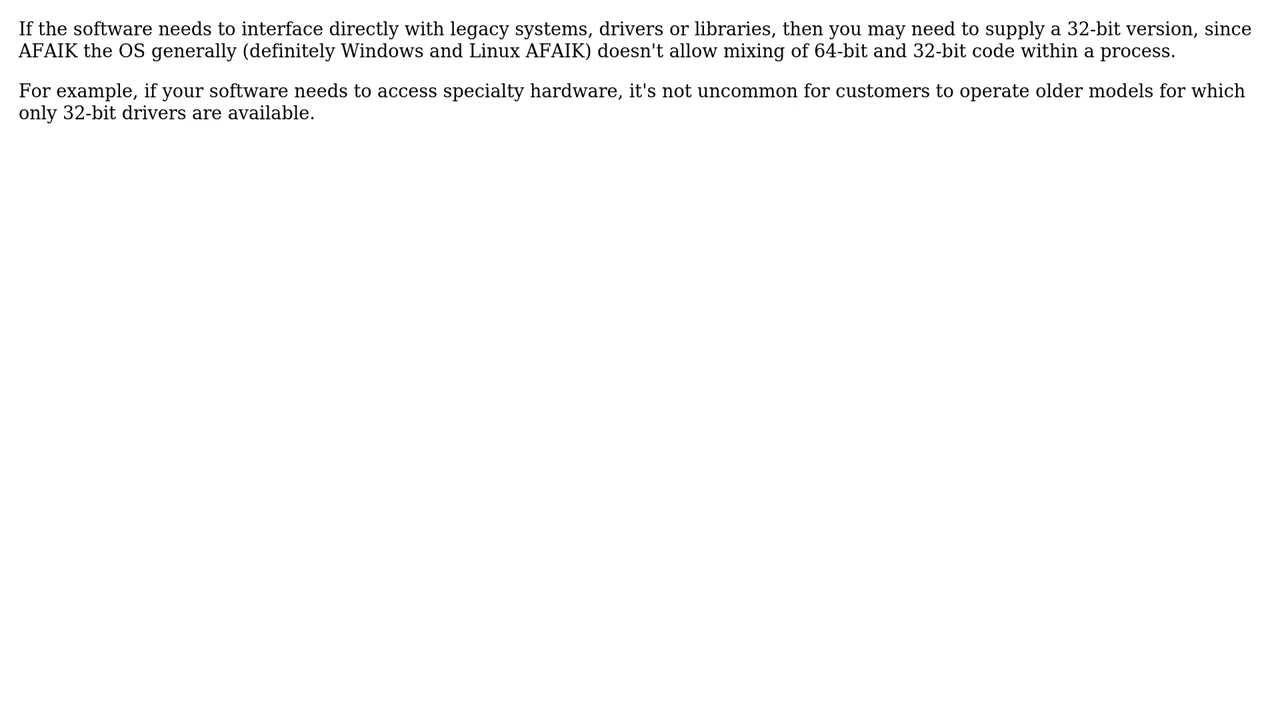 If the software needs to interface directly with legacy systems, drivers or libraries, then you may need to supply a 32-bit version, since
AFAIK the OS generally (definitely Windows and Linux AFAIK) doesn't allow mixing of 64-bit and 32-bit code within a process.
For example, if your software needs to access specialty hardware, it's not uncommon for customers to operate older models for which
only 32-bit drivers are available.